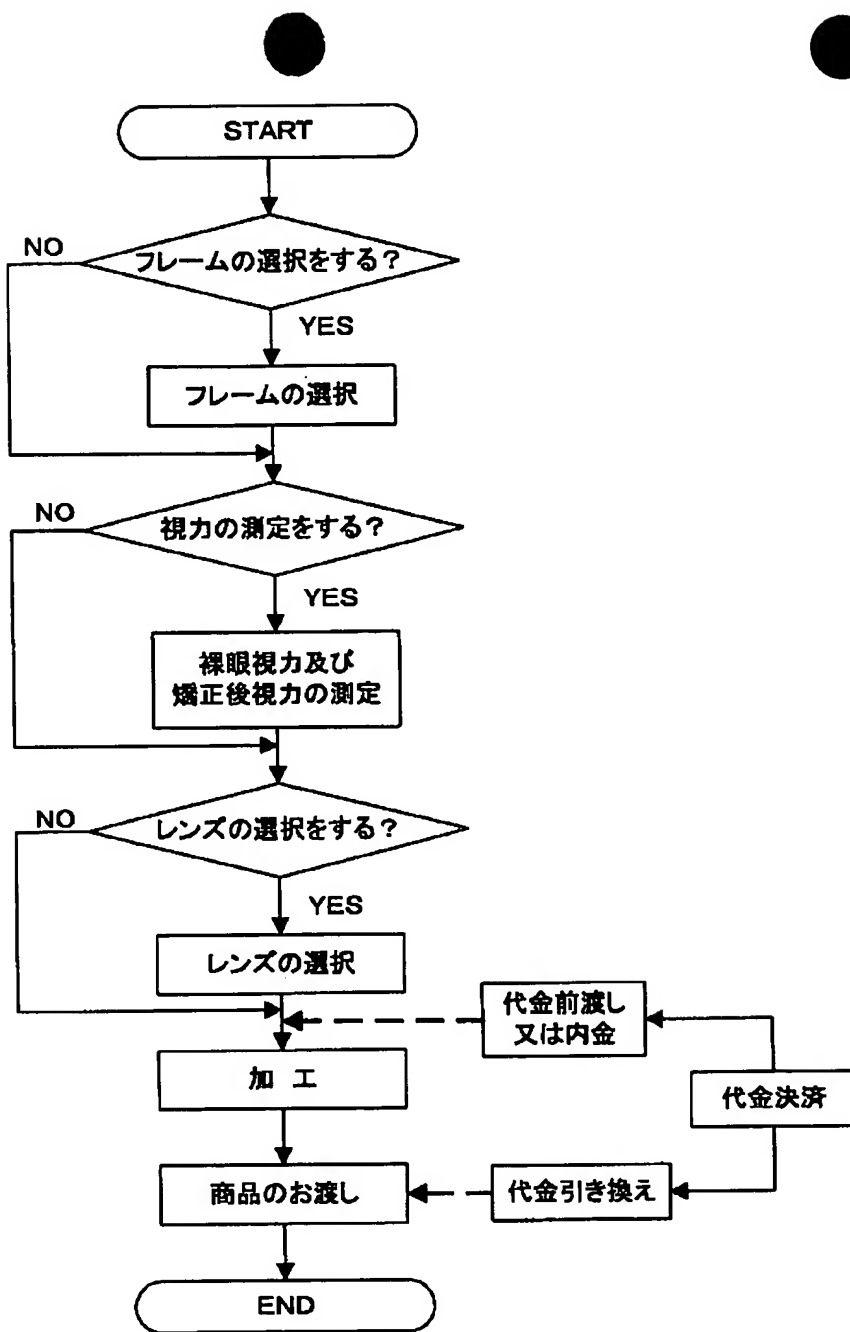 START
NO
フレームの選択をする?
YES
フレームの選択
NO
視力の測定をする?
YES
裸眼視力及び
矯正後視力の測定
NO
レンズの選択をする?
YES
レンズの選択
代金前渡し
又は内金
加 工
代金決済
商品のお渡し
代金引き換え
END